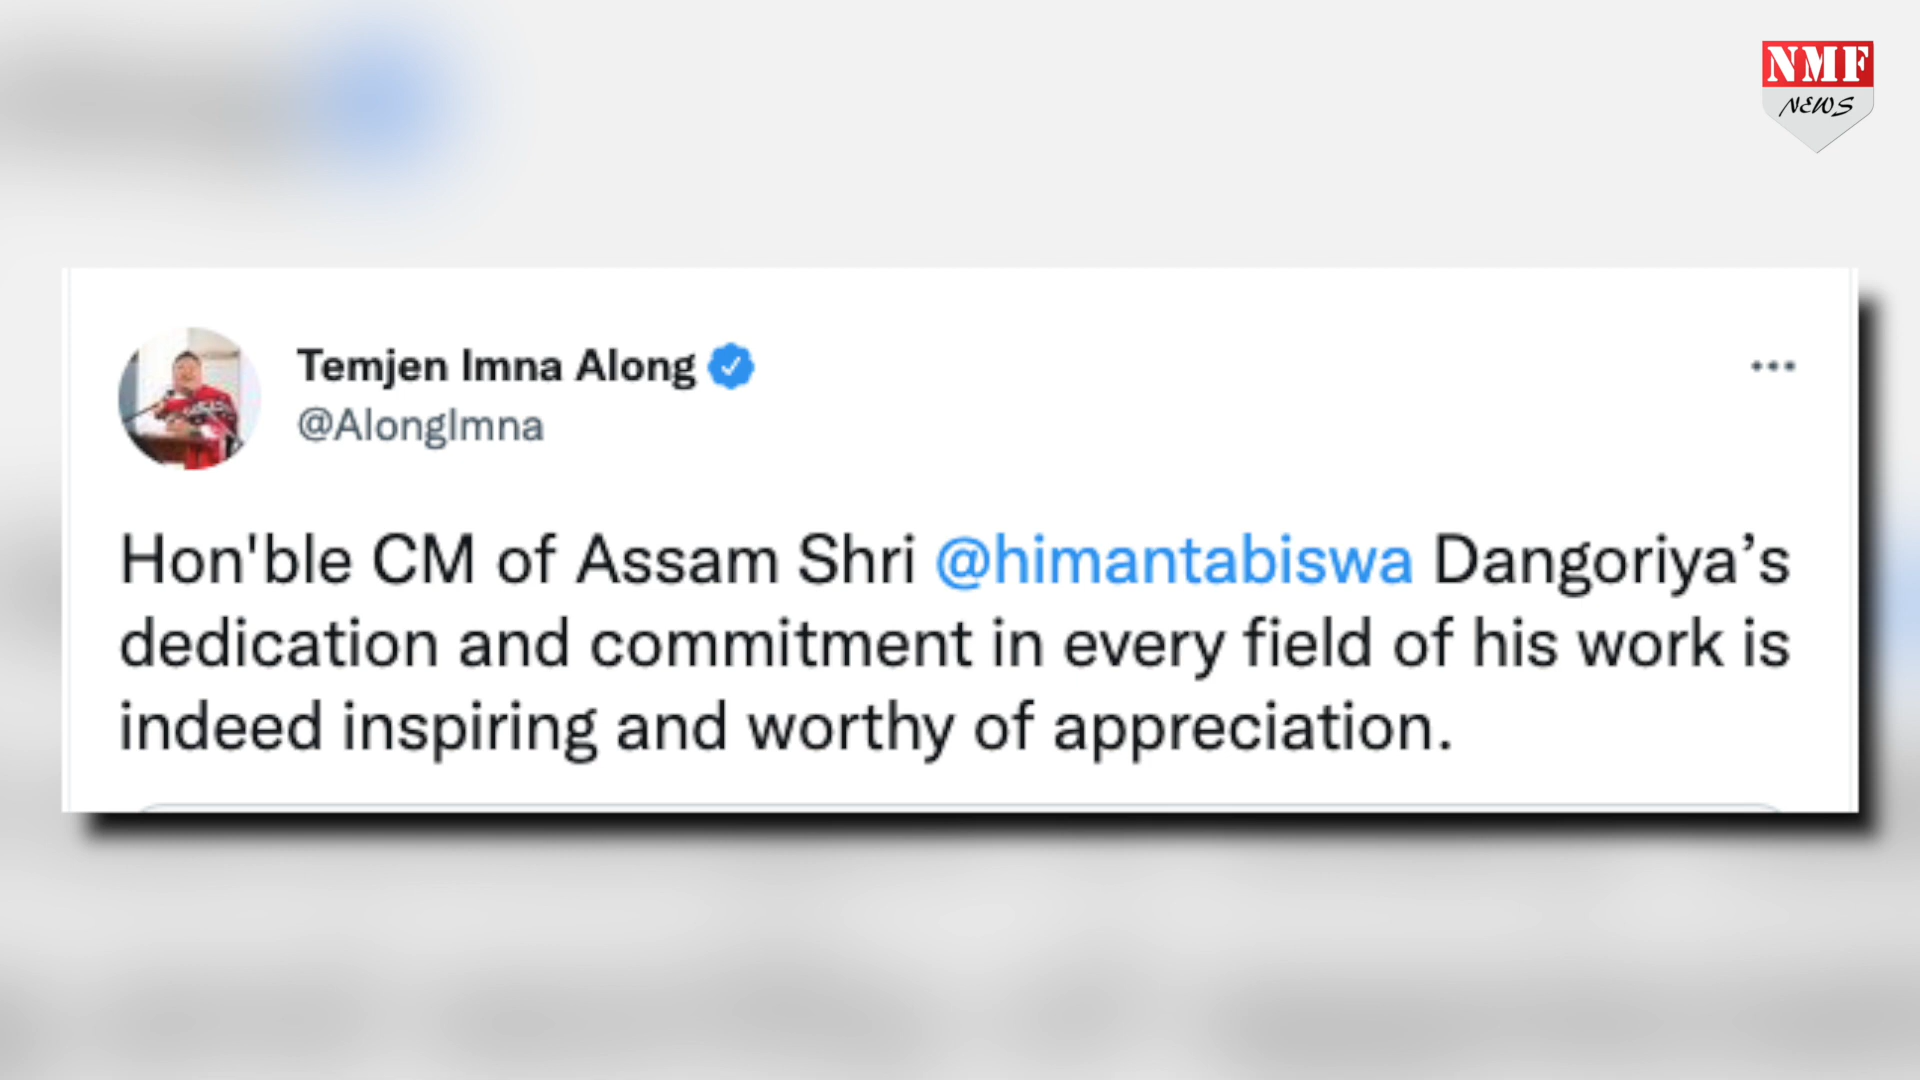 NMF
NEWS
Temjen Imna Along
@AlongImna
Hon'ble CM of Assam Shri @himantabiswa Dangoriya’s
dedication and commitment in every field of his work is
indeed inspiring and worthy of appreciation.